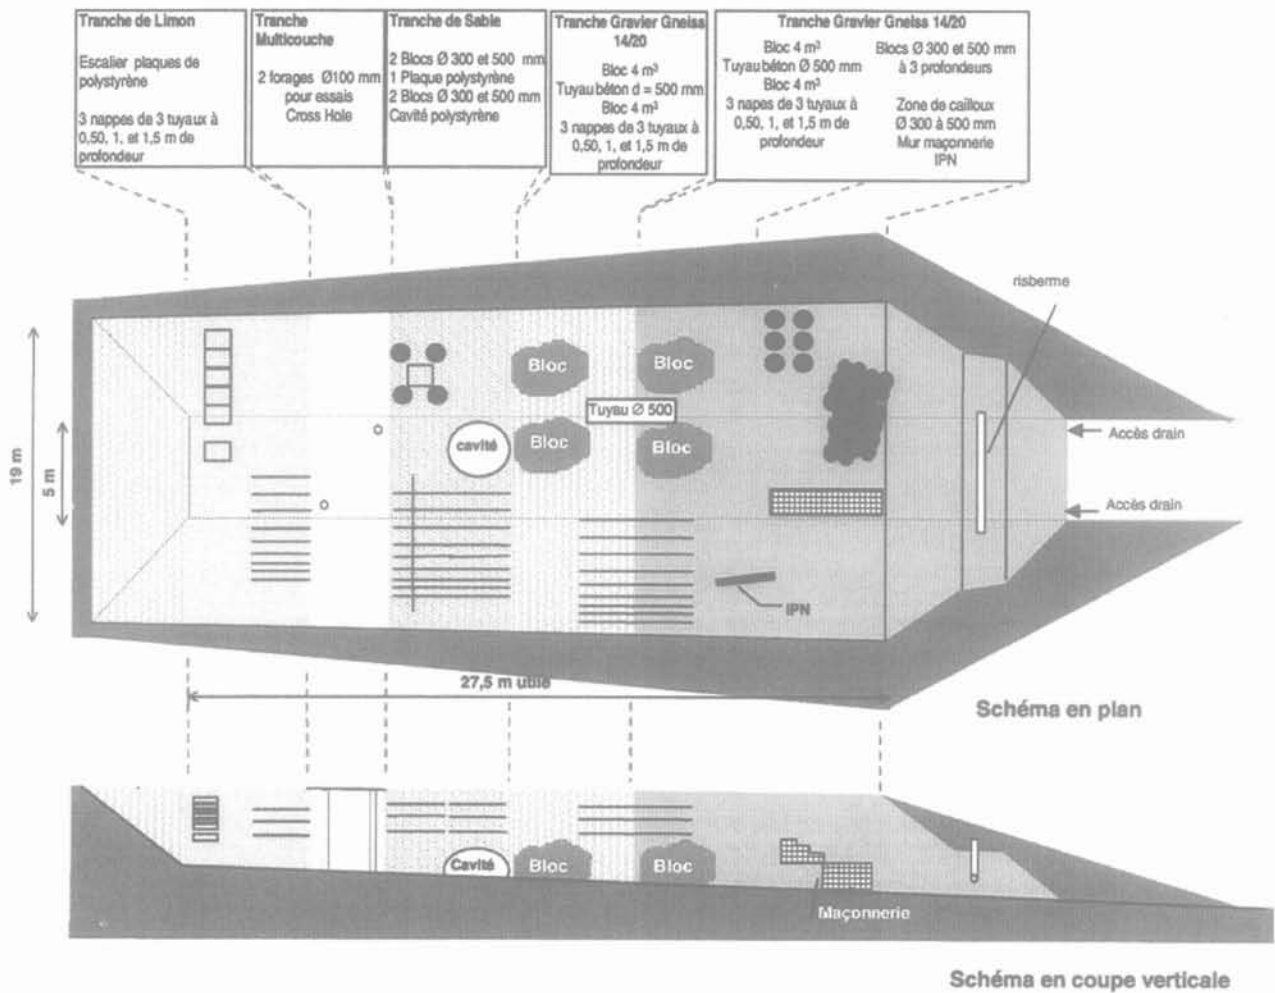 Tranche de Limon
Escalier plaques de
polystyrène
3 nappes de 3 tuyaux à
0,50, 1, et 1,5 m de
profondeur
Tranche
Multicouche
2 forages Ø100 mm
pour essais
Cross Hole
Tranche de Sable
2 Blocs Ø 300 et 500 mm
1 Plaque polystyrène
2 Blocs Ø 300 et 500 mm
Cavité polystyrène
Tranche Gravier Gneiss
14/20
Bloc 4 m³
Tuyau béton d = 500 mm
Bloc 4 m³
3 nappes de 3 tuyaux à
0,50, 1, et 1,5 m de
profondeur
Tranche Gravier Gneiss 14/20
Bloc 4 m³
Tuyau béton Ø 500 mm
Bloc 4 m³
3 napes de 3 tuyaux à
0,50, 1, et 1,5 m de
profondeur
Blocs Ø 300 et 500 mm
à 3 profondeurs
Zone de cailloux
Ø 300 à 500 mm
Mur maçonnerie
IPN
risberme
Bloc
Bloc
Tuyau Ø 500
cavité
Bloc
Bloc
Accès drain
19 m
5 m
Accès drain
IPN
27,5 m utile
Schéma en plan
Cavité
Bloc
Bloc
Maçonnerie
Schéma en coupe verticale